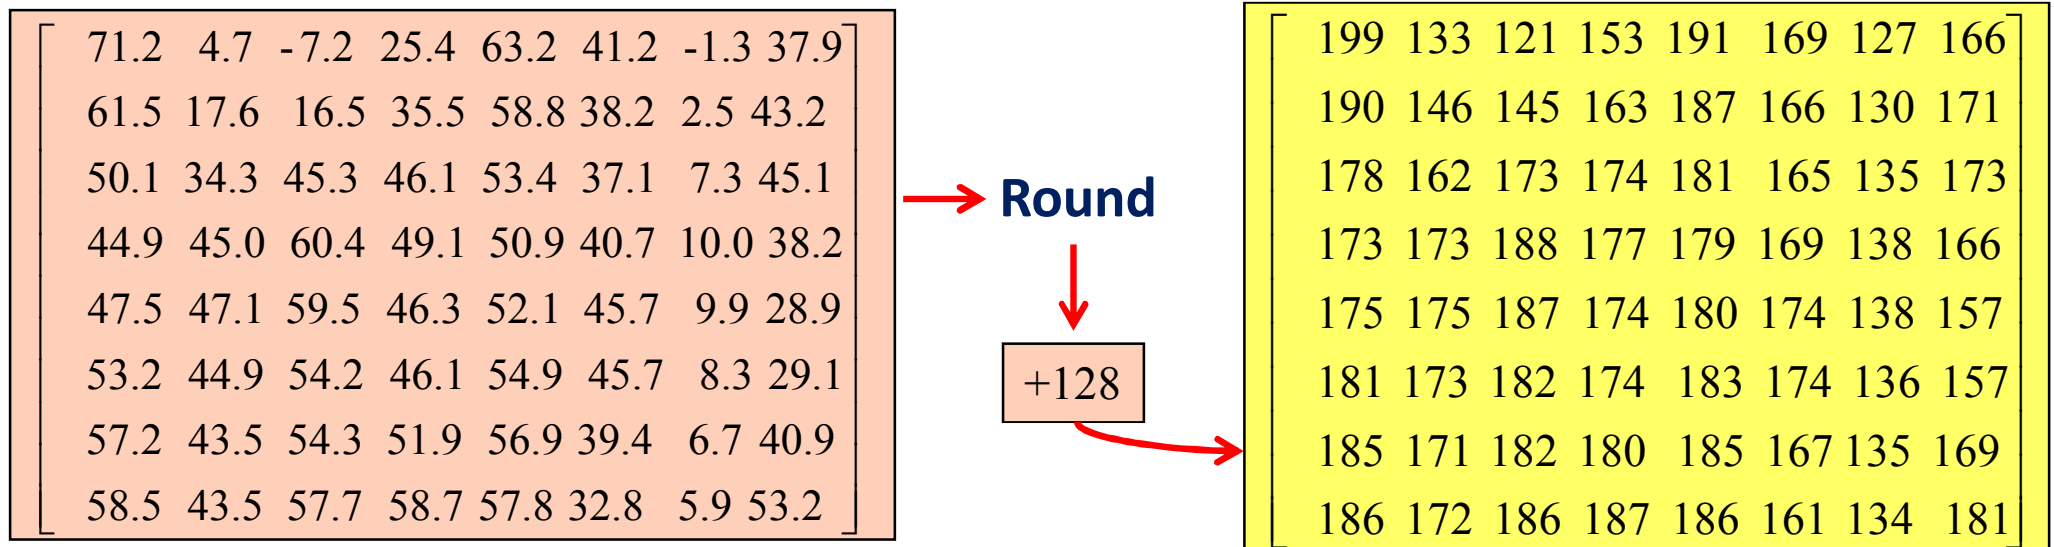 71.2 4.7 -7.2 25.4 63.2 41.2 -1.3 37.9
61.5 17.6 16.5 35.5 58.8 38.2 2.5 43.2
50.1 34.3 45.3 46.1 53.4 37.1 7.3 45.1
44.9 45.0 60.4 49.1 50.9 40.7 10.0 38.2
47.5 47.1 59.5 46.3 52.1 45.7 9.9 28.9
53.2 44.9 54.2 46.1 54.9 45.7 8.3 29.1
57.2 43.5 54.3 51.9 56.9 39.4 6.7 40.9
58.5 43.5 57.7 58.7 57.8 32.8 5.9 53.2
Round
+128
199 133 121 153 191 169 127 166
190 146 145 163 187 166 130 171
178 162 173 174 181 165 135 173
173 173 188 177 179 169 138 166
175 175 187 174 180 174 138 157
181 173 182 174 183 174 136 157
185 171 182 180 185 167 135 169
186 172 186 187 186 161 134 181